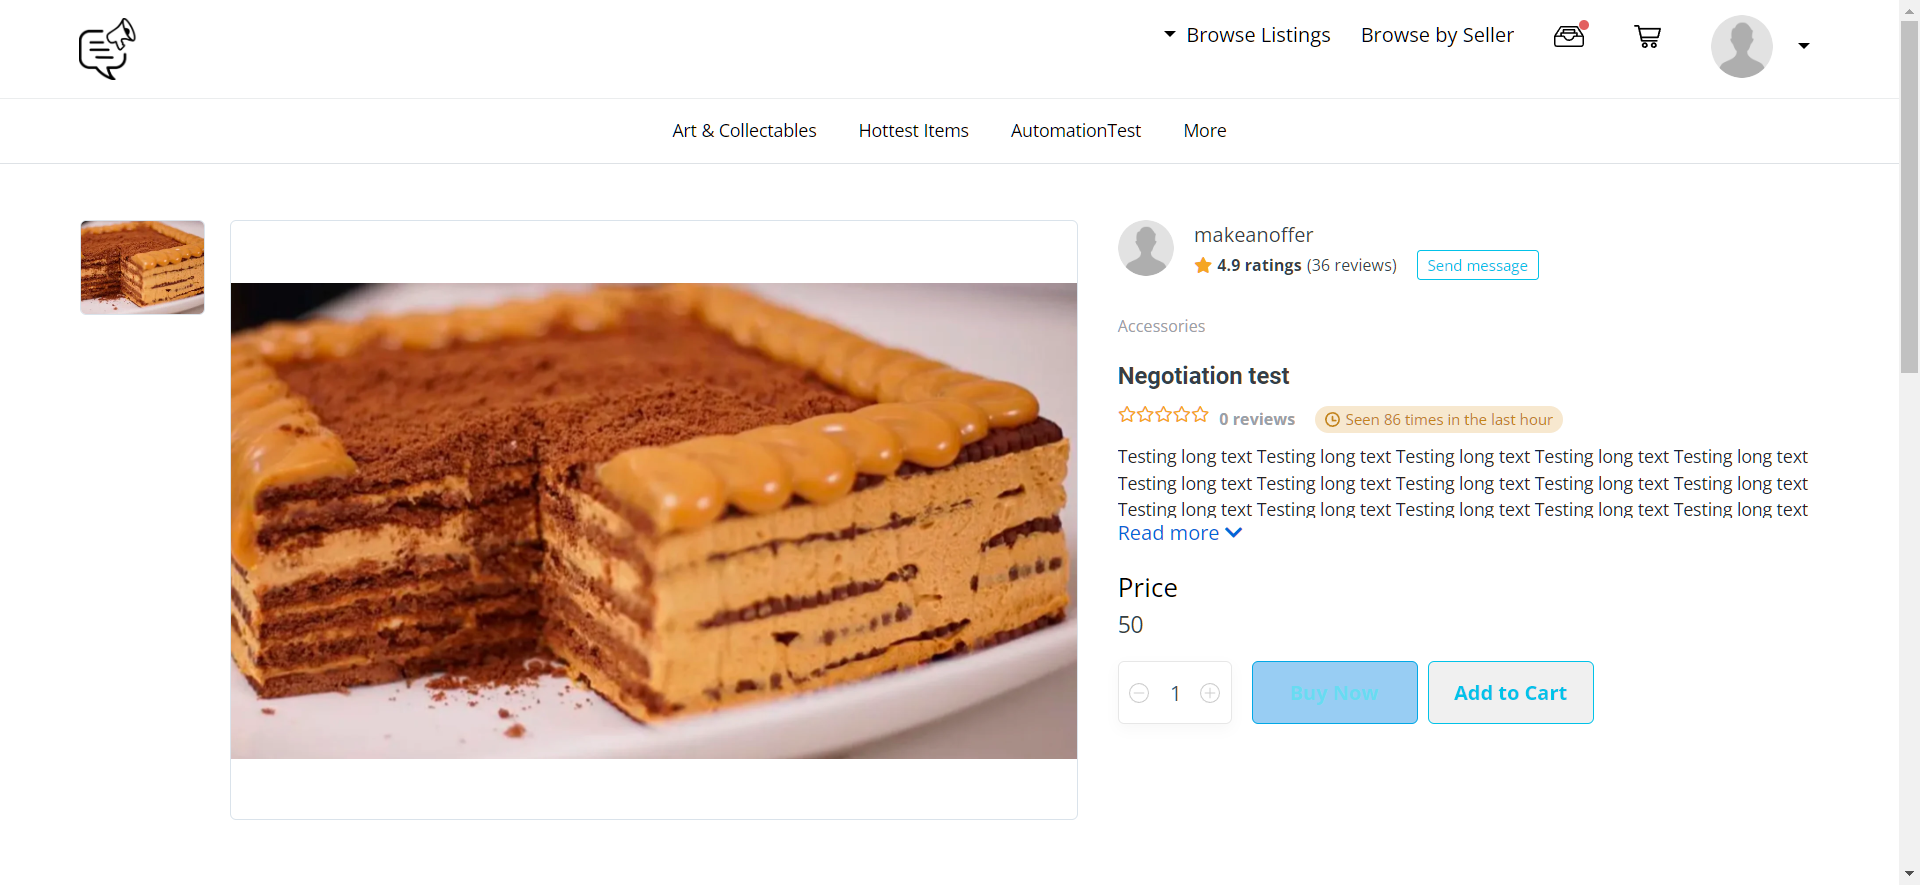 Browse Listings
Browse by Seller
Art & Collectables
Hottest Items
AutomationTest
More
makeanoffer
4.9 ratings (36 reviews)
Send message
Accessories
Negotiation test
0 reviews
Seen 86 times in the last hour
Testing long text Testing long text Testing long text Testing long text Testing long text
Testing long text Testing long text Testing long text Testing long text Testing long text
Testing long text Testing long text Testing long text Testing long text Testing long text
Read more
Price
50
1
Buy Now
Add to Cart